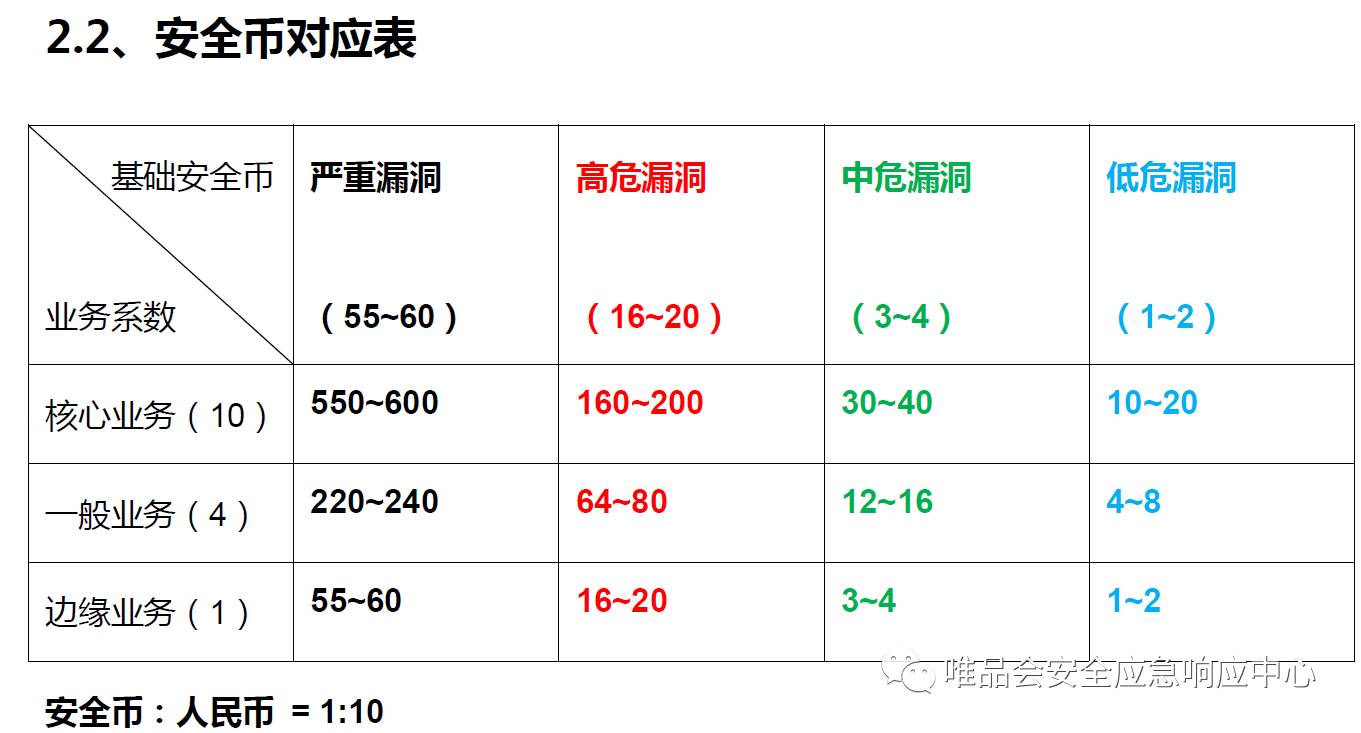 2.2、安全币对应表
基础安全币 严重漏洞 高危漏洞 中危漏洞 低危漏洞
业务系数 （55~60） （16~20） （3~4） （1~2）
核心业务（10） 550~600 160~200 30~40 10~20
一般业务（4） 220~240 64~80 12~16 4~8
边缘业务（1） 55~60 16~20 3~4 1~2
唯品会安全应急响应中心
安全币：人民币 = 1:10